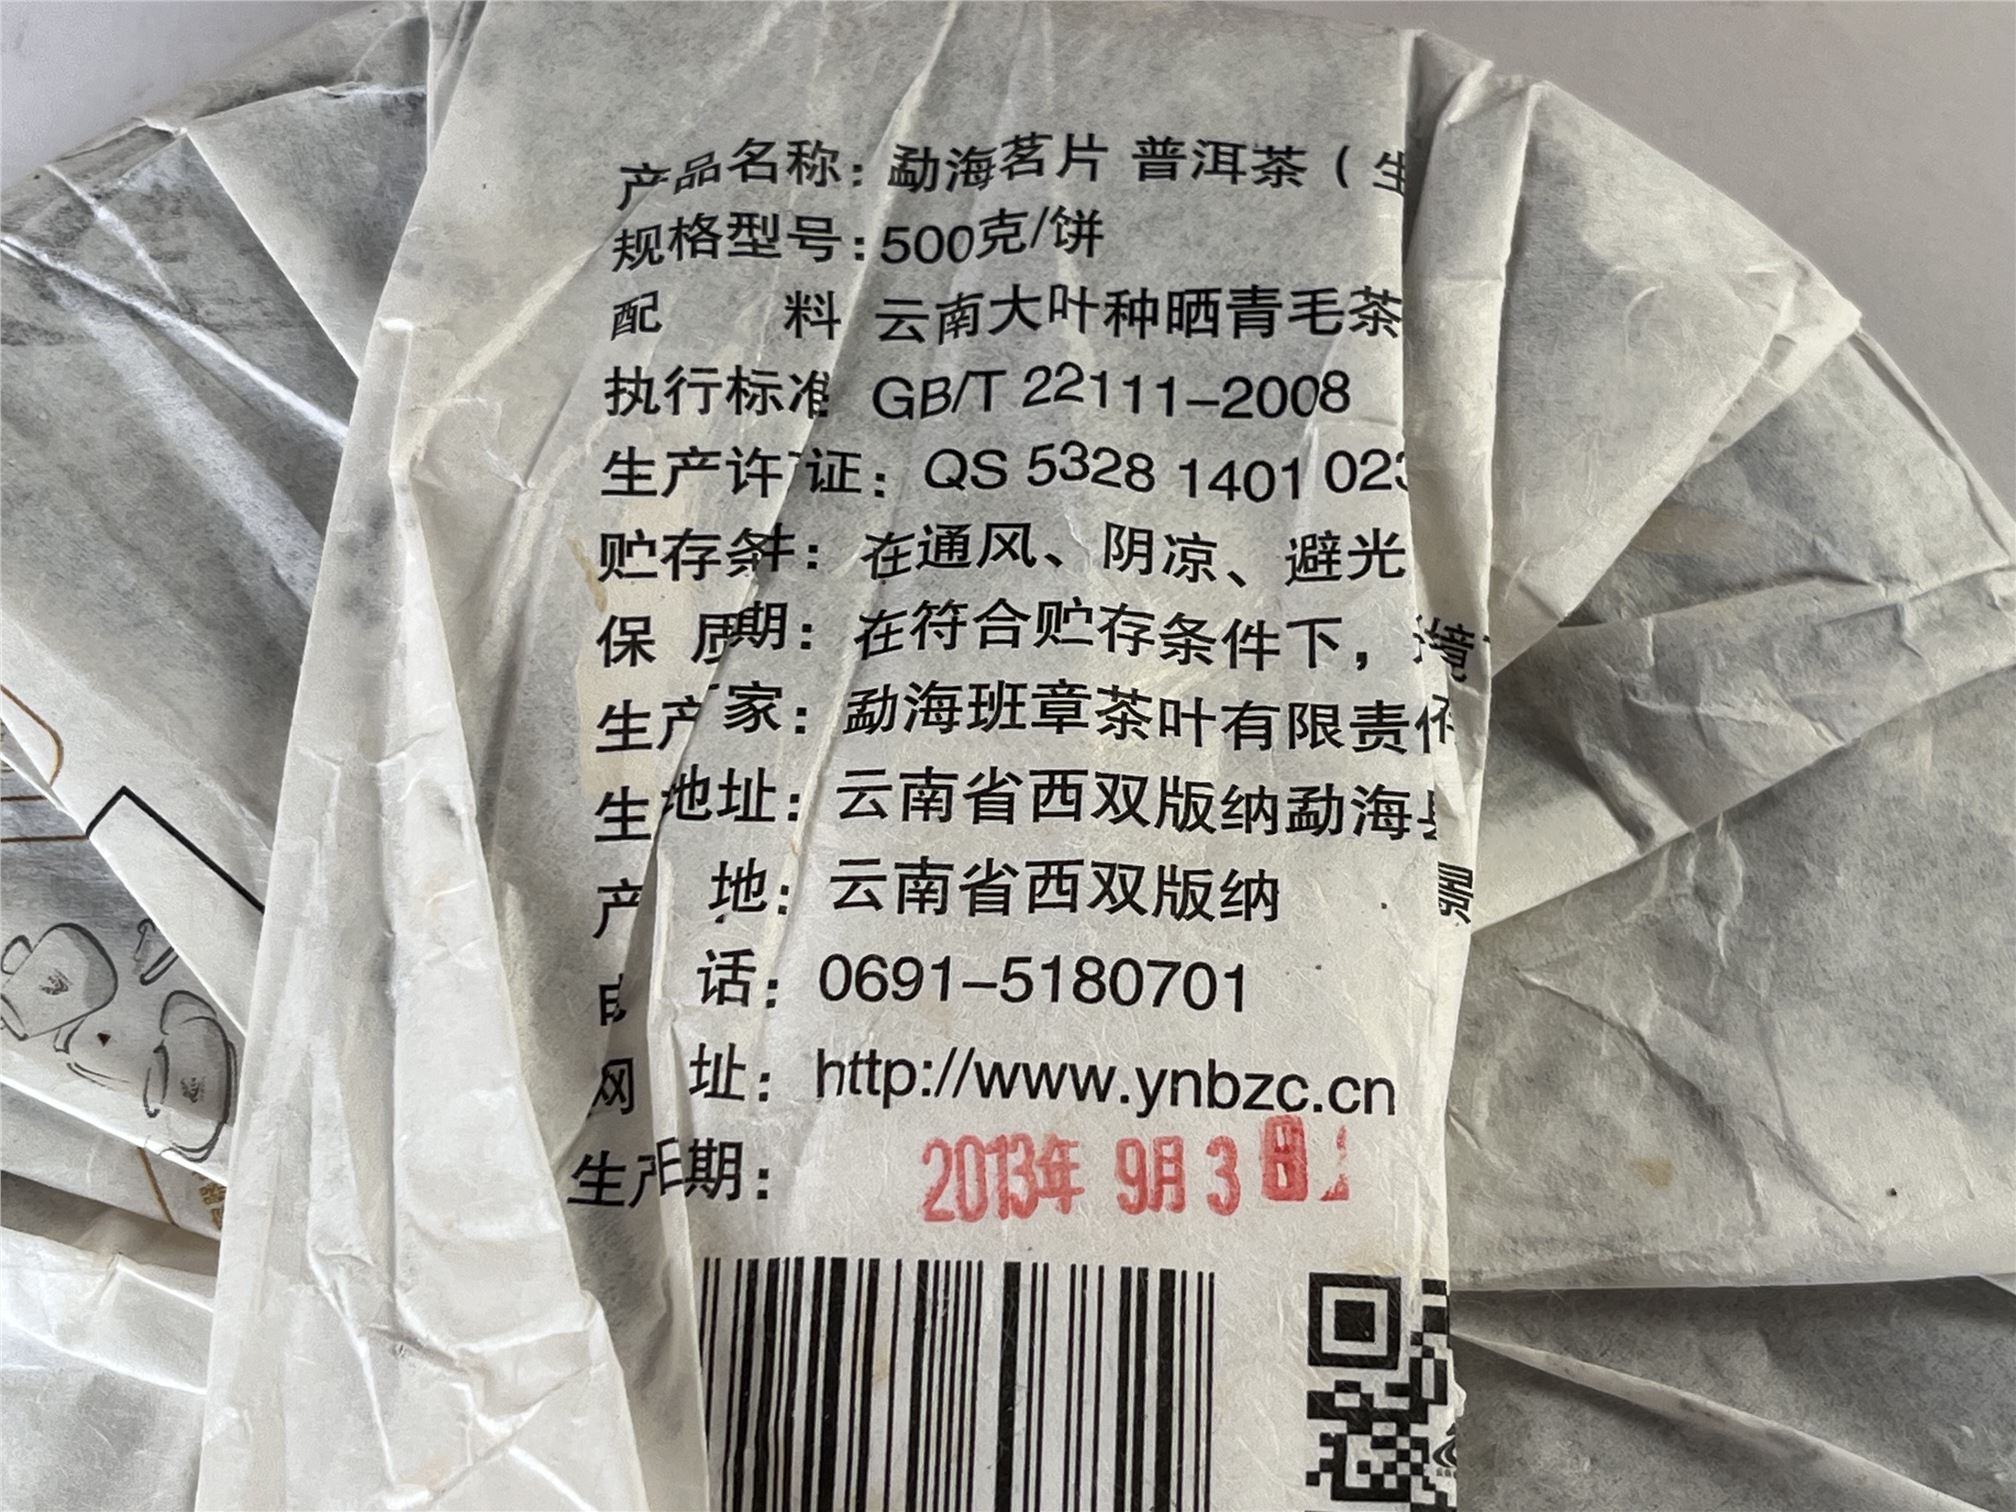 产品名称：勐海茗片 普洱茶（生
规格型号：500克/饼
配 料 云南大叶种晒青毛茶
执行标准 GB/T 22111-2008
生产许 证：QS 5328 1401 023
贮存条件：在通风、阴凉、避光
保 质期：在符合贮存条件下，
生产 家：勐海班章茶叶有限责任
生 地址：云南省西双版纳勐海县
产 地：云南省西双版纳
电 话：0691-5180701
网 址：http://www.ynbzc.cn
生产日期： 2013年 9月 3